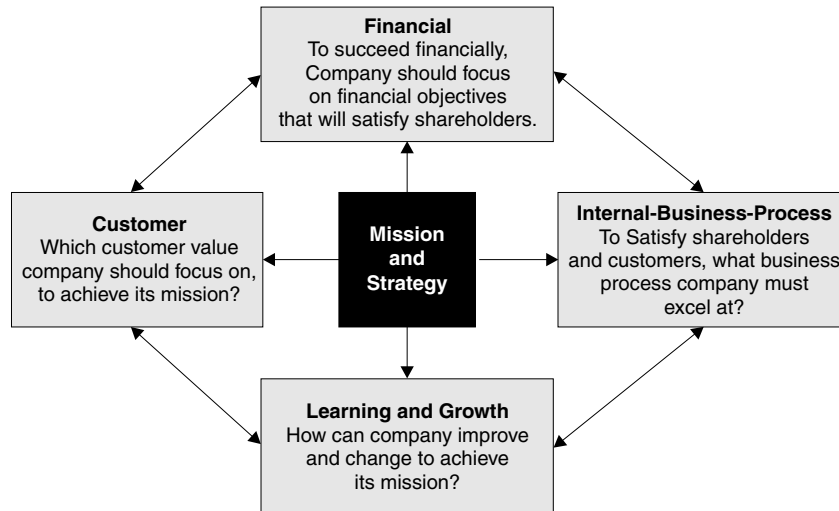 Financial
To succeed financially,
Company should focus
on financial objectives
that will satisfy shareholders.
Customer
Which customer value
company should focus on,
to achieve its mission?
Mission
and
Strategy
Internal-Business-Process
To Satisfy shareholders
and customers, what business
process company must
excel at?
Learning and Growth
How can company improve
and change to achieve
its mission?